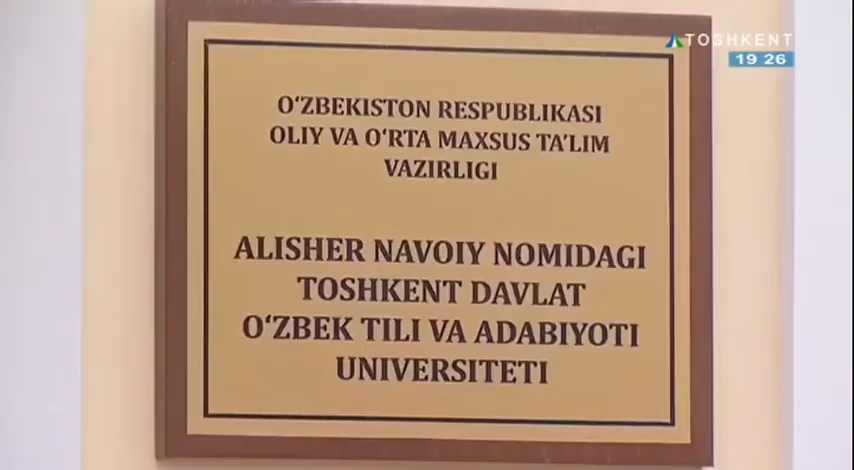 TOSHKENT
19 26
O‘ZBEKISTON RESPUBLIKASI
OLIY VA O‘RTA MAXSUS TA’LIM
VAZIRLIGI
ALISHER NAVOIY NOMIDAGI
TOSHKENT DAVLAT
O‘ZBEK TILI VA ADABIYOTI
UNIVERSITETI